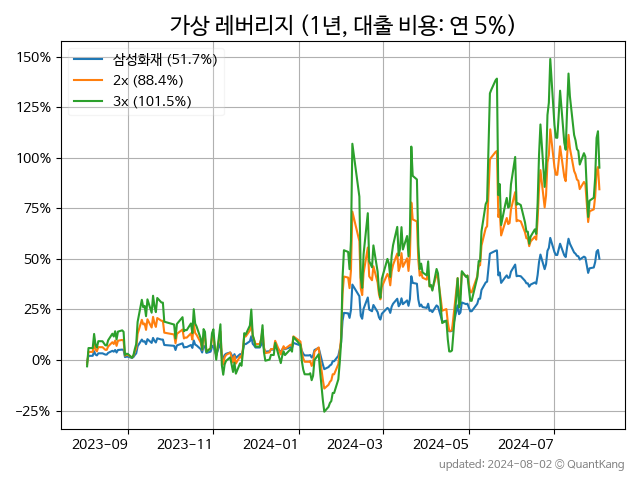 가상 레버리지 (1년, 대출 비용: 연 5%)
삼성화재 (51.7%)
2x (88.4%)
3x (101.5%)
150%
125%
100%
75%
50%
25%
0%
−25%
2023-09
2023-11
2024-01
2024-03
2024-05
2024-07
updated: 2024-08-02 © QuantKang